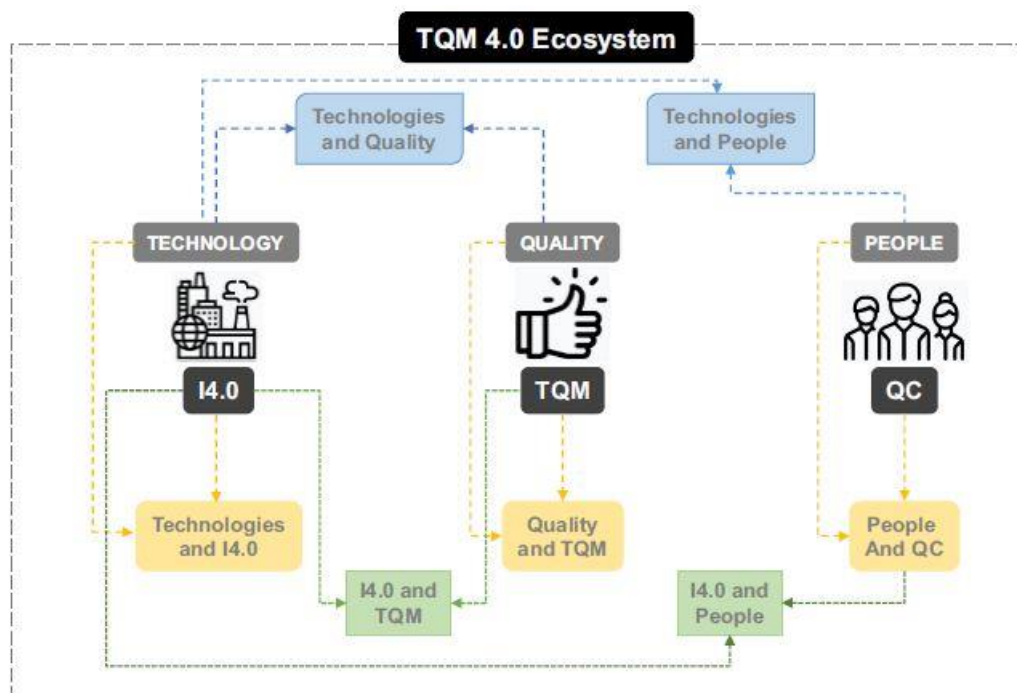 TQM 4.0 Ecosystem
Technologies
and Quality
Technologies
and People
TECHNOLOGY
QUALITY
PEOPLE
I4.0
TQM
QC
Technologies
and I4.0
Quality
and TQM
People
And QC
I4.0 and
TQM
I4.0 and
People